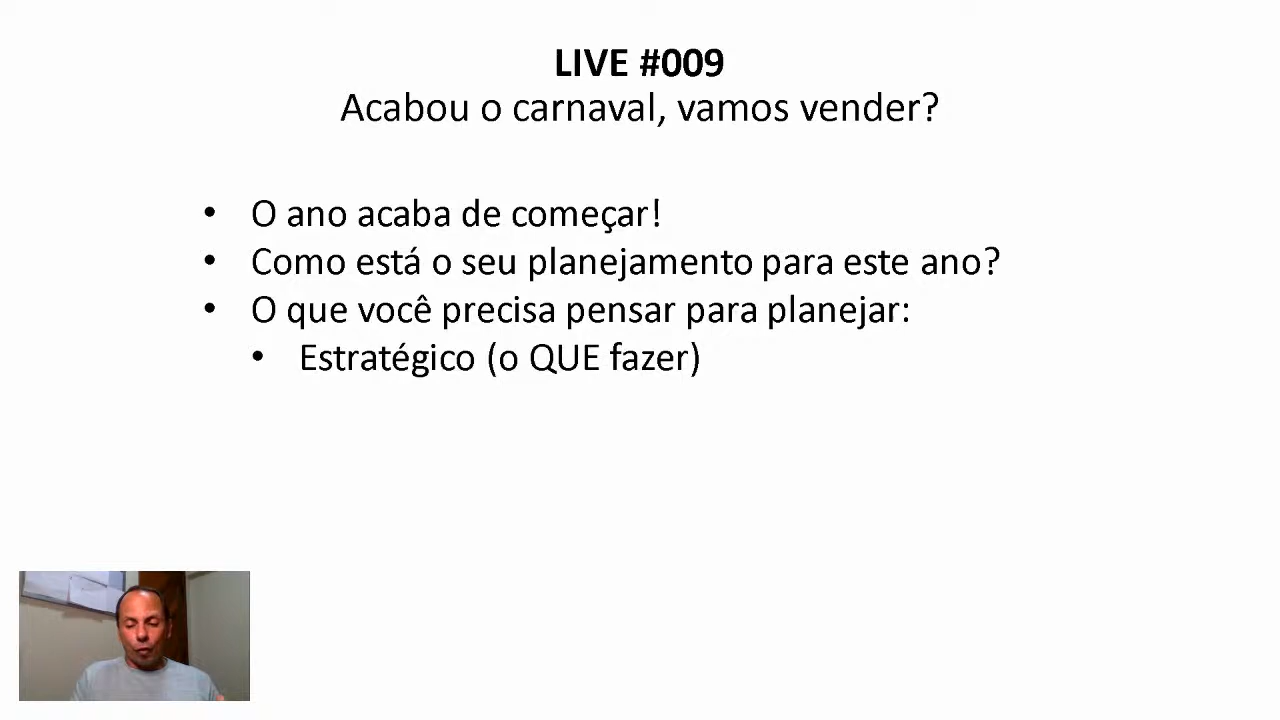 LIVE #009
Acabou o carnaval, vamos vender?
• O ano acaba de começar!
• Como está o seu planejamento para este ano?
• O que você precisa pensar para planejar:
• Estratégico (o QUE fazer)